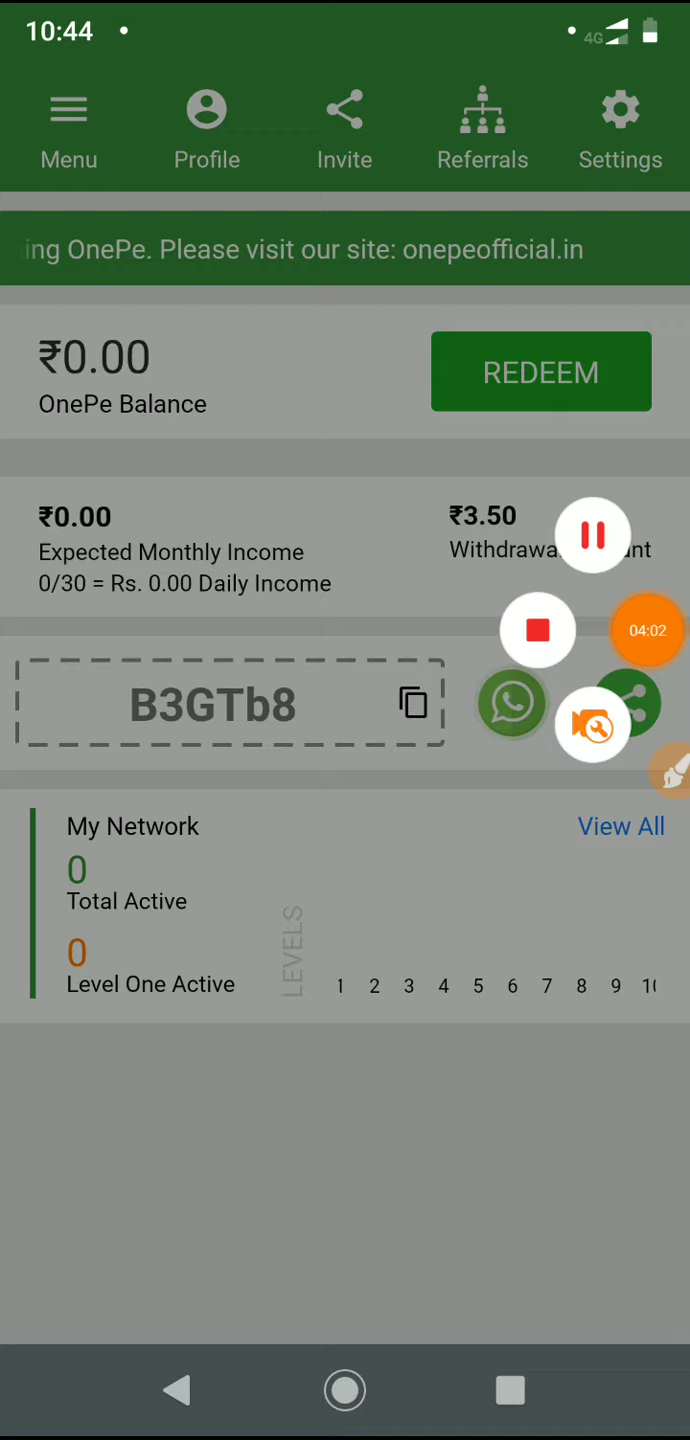 10:44
4G
Menu Profile Invite Referrals Settings
ing OnePe. Please visit our site: onepeofficial.in
₹0.00
OnePe Balance
REDEEM
₹0.00
Expected Monthly Income
0/30 = Rs. 0.00 Daily Income
₹3.50
04:02
B3GTb8
My Network
View All
0
Total Active
0
Level One Active
LEVELS
1 2 3 4 5 6 7 8 9